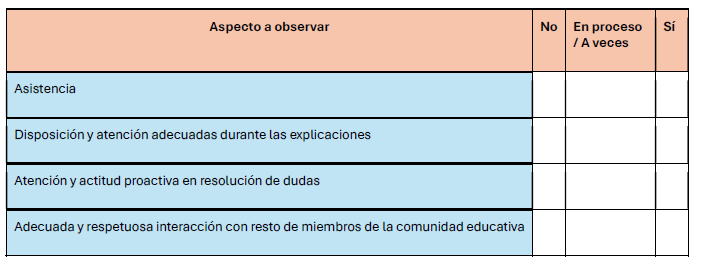 Aspecto a observar No En proceso Sí
/ A veces
Asistencia
Disposición y atención adecuadas durante las explicaciones
Atención y actitud proactiva en resolución de dudas
Adecuada y respetuosa interacción con resto de miembros de la comunidad educativa